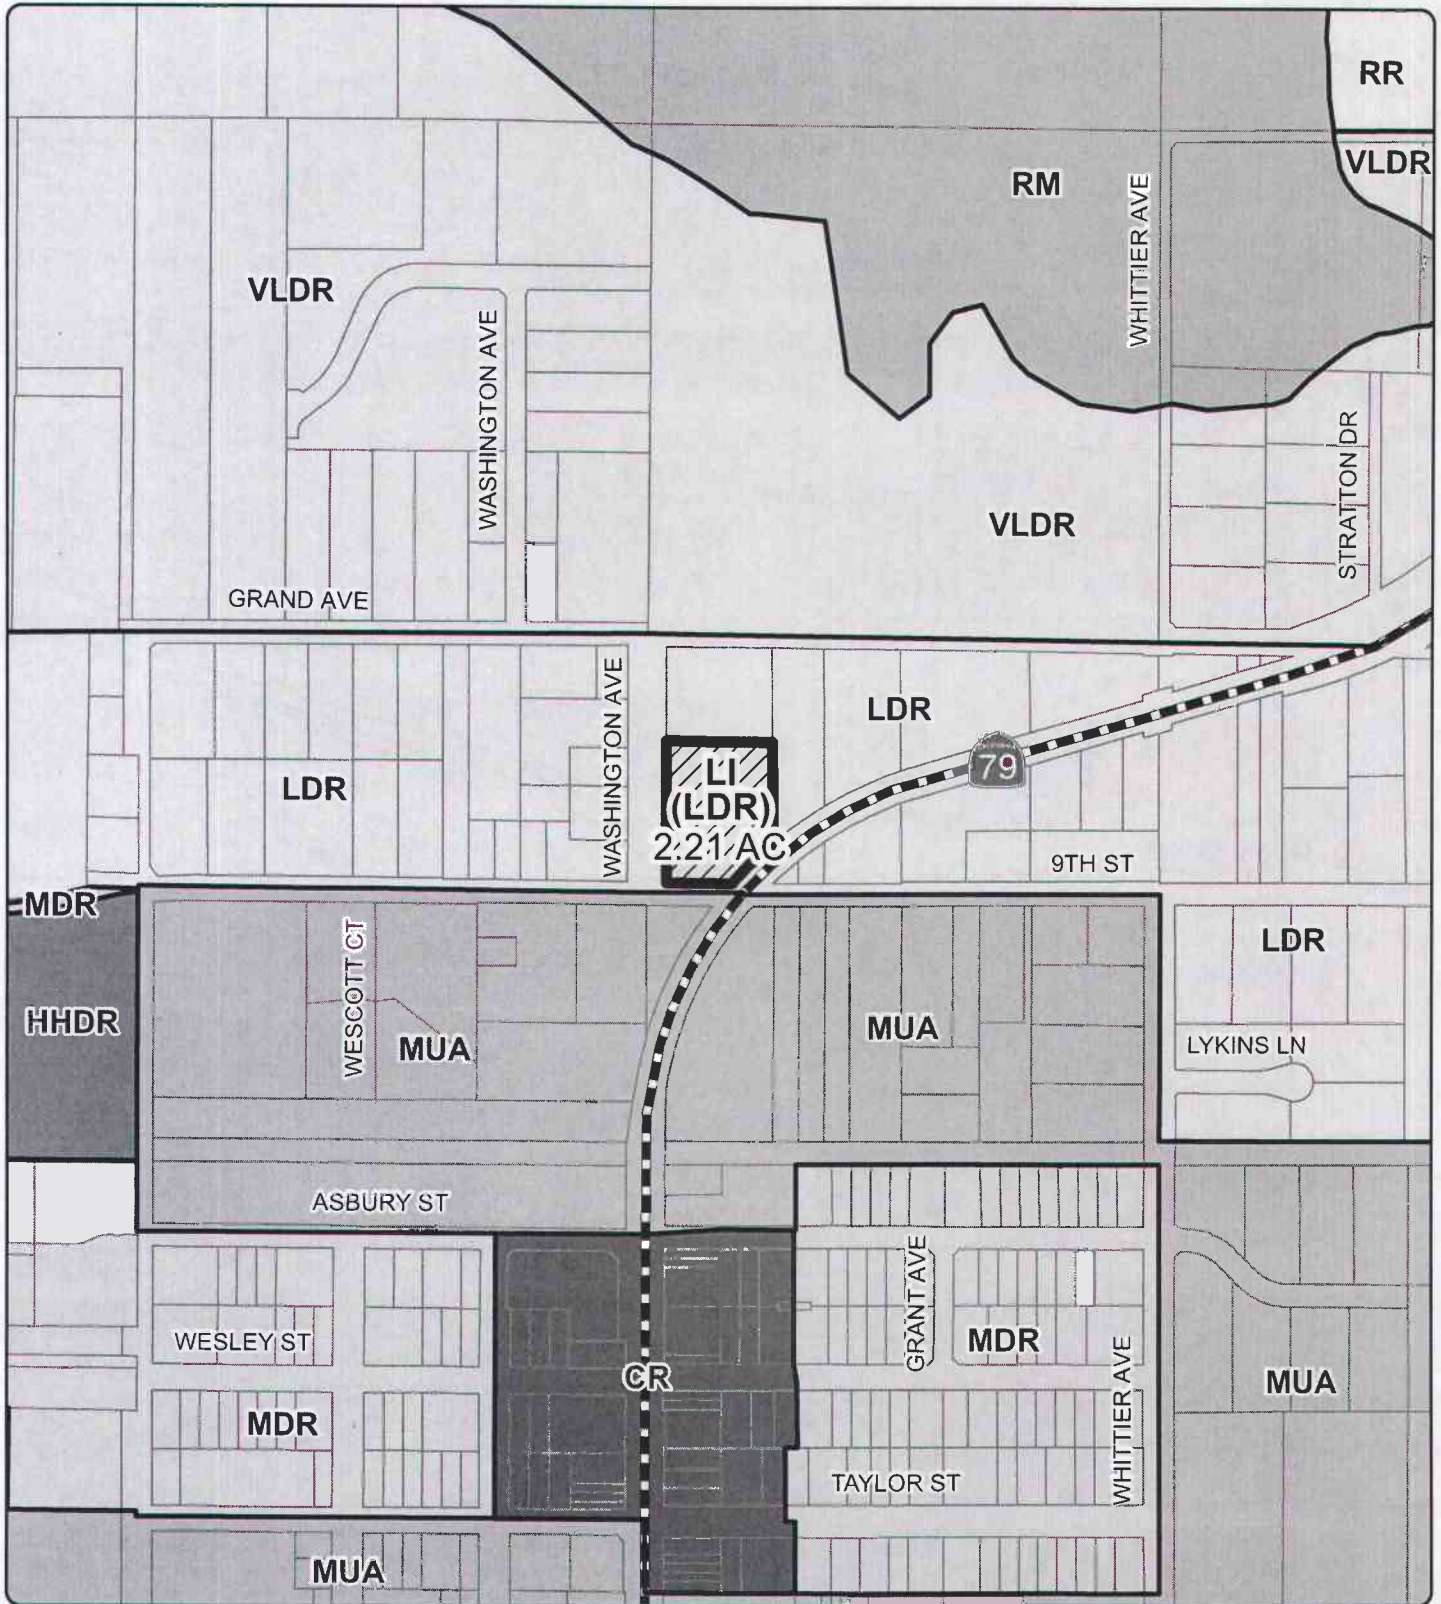 RR
VLDR
RM
WHITTIER AVE
VLDR
WASHINGTON AVE
STRATTON DR
VLDR
GRAND AVE
WASHINGTON AVE
LDR
79
LDR
LI
(LDR)
2.21 AC
9TH ST
MDR
WESCOTT CT
LDR
HHDR
MUA
MUA
LYKINS LN
ASBURY ST
GRANT AVE
WESLEY ST
MDR
CR
WHITTIER AVE
MUA
MDR
TAYLOR ST
MUA